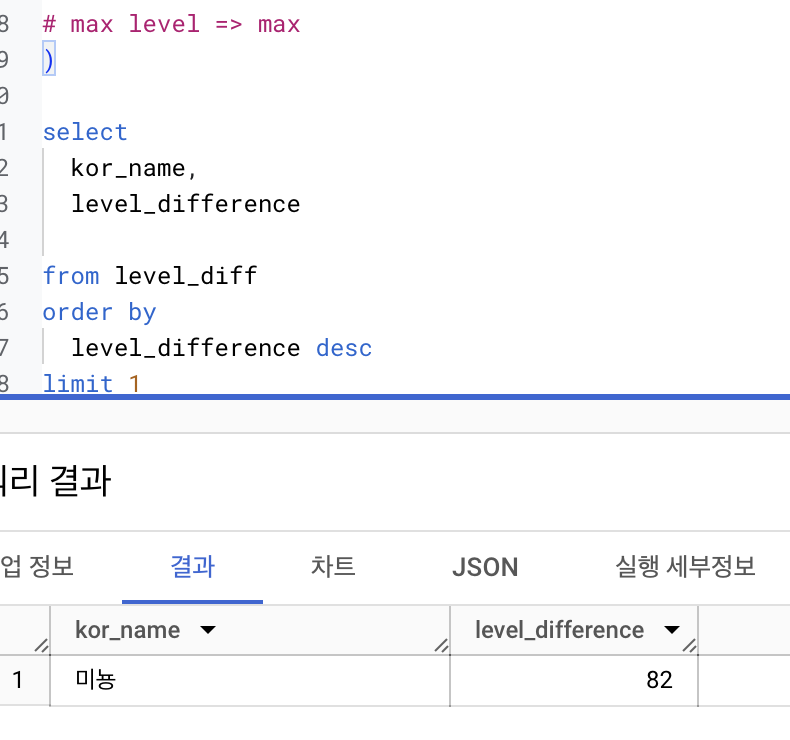 8 # max level => max
9 )
0
1 select
2 kor_name,
3 level_difference
4
5 from level_diff
6 order by
7 level_difference desc
8 limit 1
리 결과
업 정보 결과 차트 JSON 실행 세부정보
kor_name level_difference
1 미뇽 82